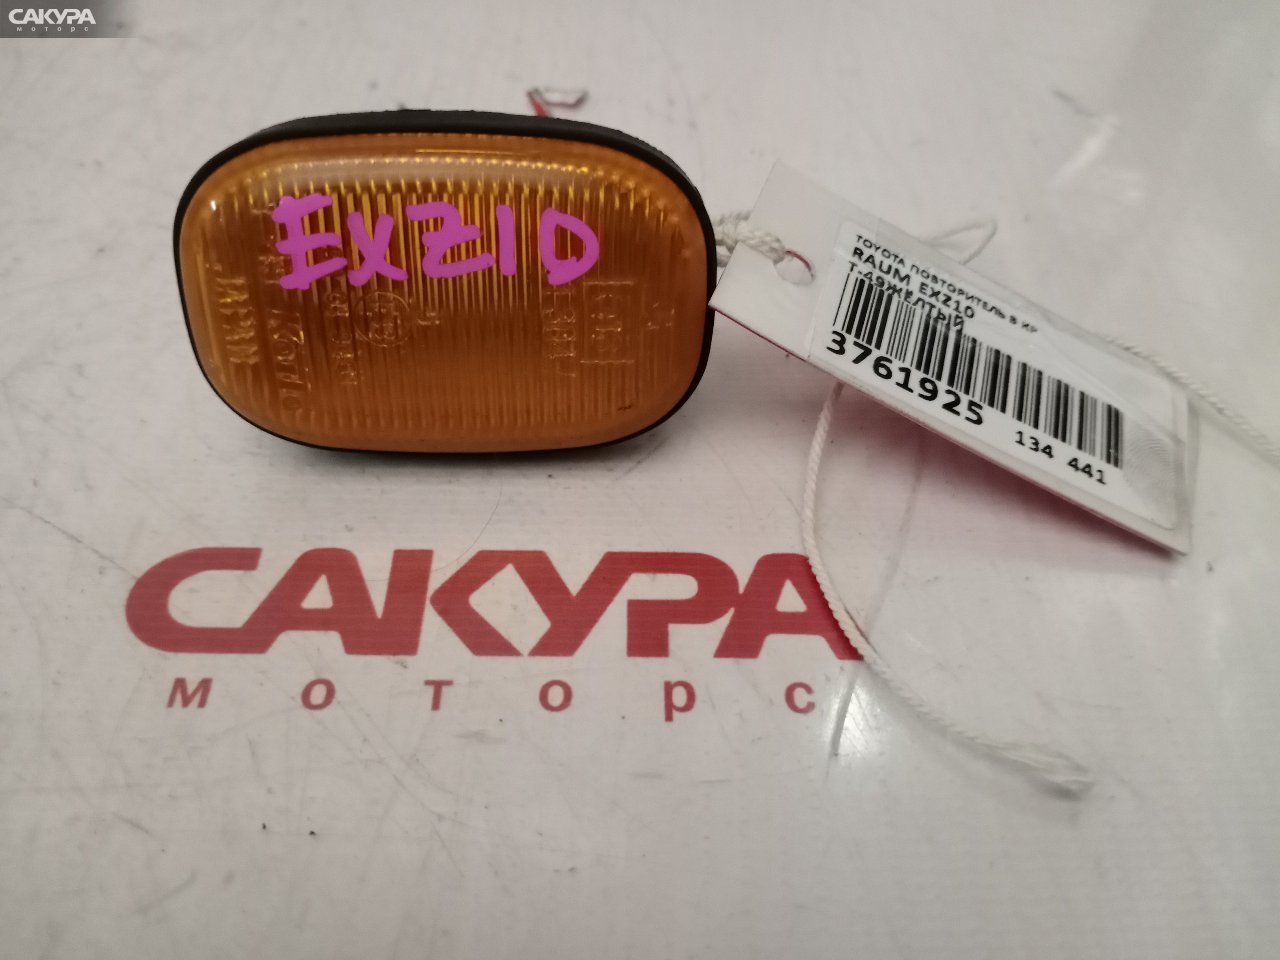 САКУРА
моторс
EXZ10
TOYOTA ПОВТОРИТЕЛЬ В КР
RAUM EXZ10
Т-49ЖЕЛТЫЙ
3761925
134 441
САКУРА
моторс